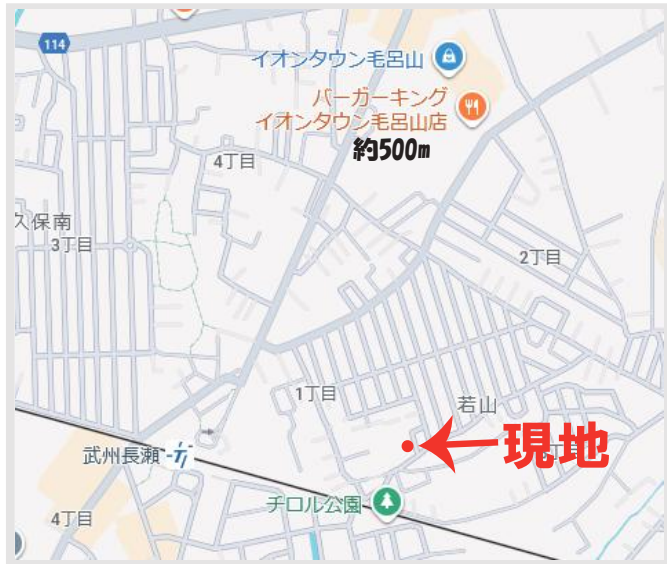 114
イオンタウン毛呂山
バーガーキング
イオンタウン毛呂山店
約500m
4丁目
久保南
3丁目
2丁目
1丁目
若山
現地
丁目
武州長瀬
チロル公園
4丁目